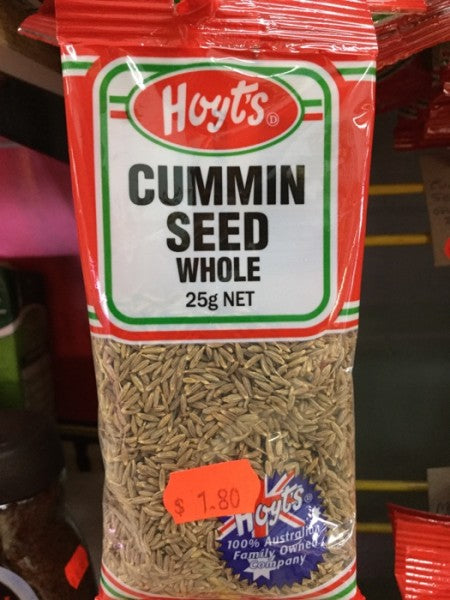 Hoyt's
CUMMIN
SEED
WHOLE
25g NET
$ 1.80
Hoyt's
100% Australian
Family Owned
Company